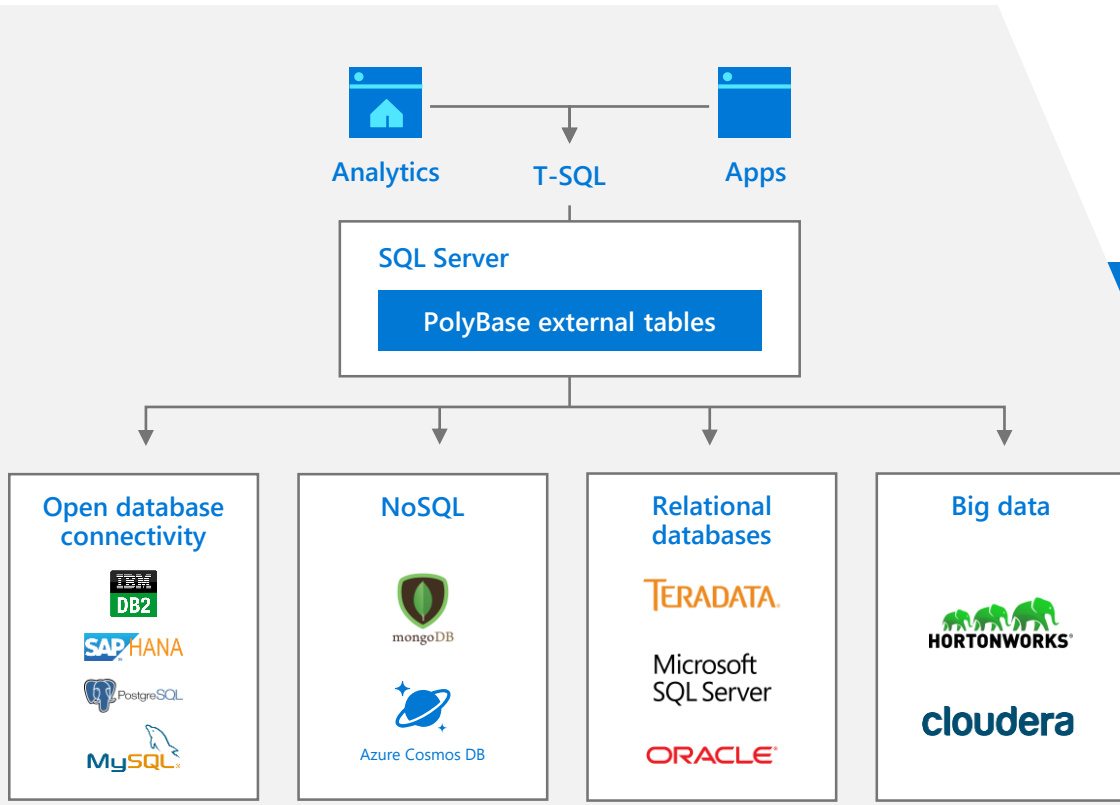 Analytics
T-SQL
Apps
SQL Server
PolyBase external tables
Open database
connectivity
IBM
DB2
SAP HANA
PostgreSQL
MySQL
NoSQL
mongoDB
Azure Cosmos DB
Relational
databases
TERADATA
Microsoft
SQL Server
ORACLE
Big data
HORTONWORKS
cloudera